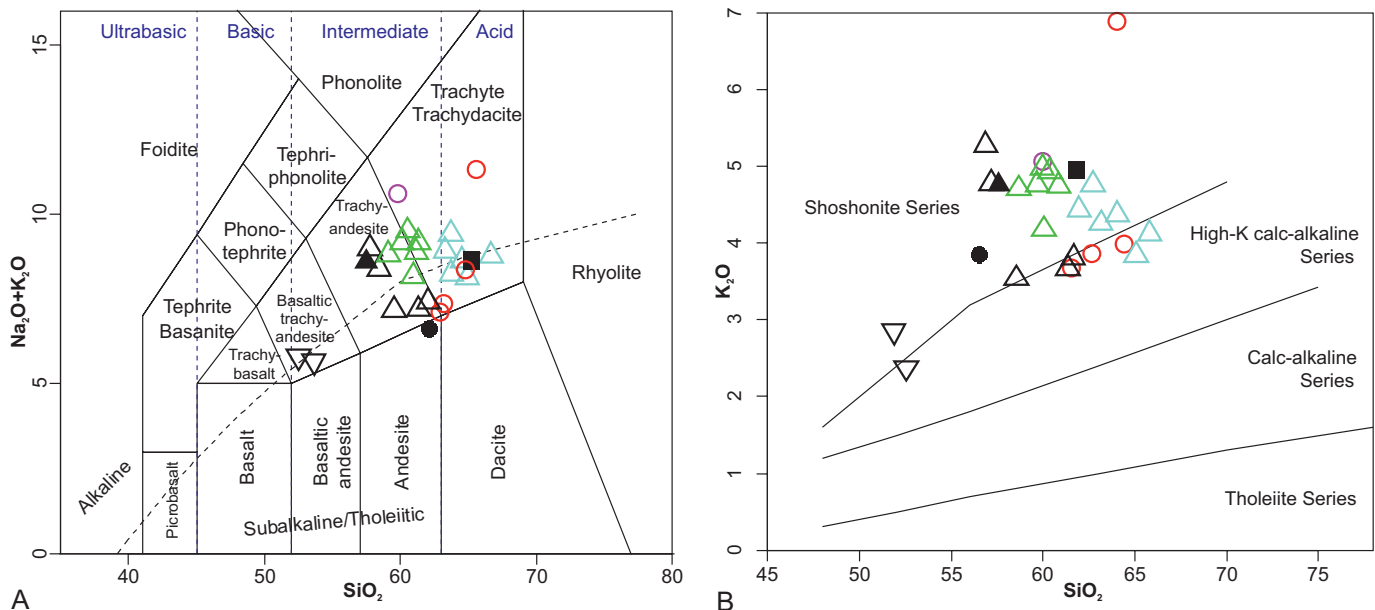 Ultrabasic
Basic
Intermediate
Acid
Phonolite
Trachyte
Trachydacite
Foidite
Tephri-
phonolite
Trachy-
andesite
Phono-
tephrite
Rhyolite
Tephrite
Basanite
Basaltic
trachy-
andesite
Trachy-
basalt
Alkaline
Picrobasalt
Basalt
Basaltic
andesite
Andesite
Dacite
Subalkaline/Tholeiitic
Na₂O+K₂O
15
10
5
0
40 50 60 70 80
SiO₂
A
K₂O
7
6
5
4
3
2
1
0
Shoshonite Series
High-K calc-alkaline
Series
Calc-alkaline
Series
Tholeiite Series
45 50 55 60 65 70 75
SiO₂
B